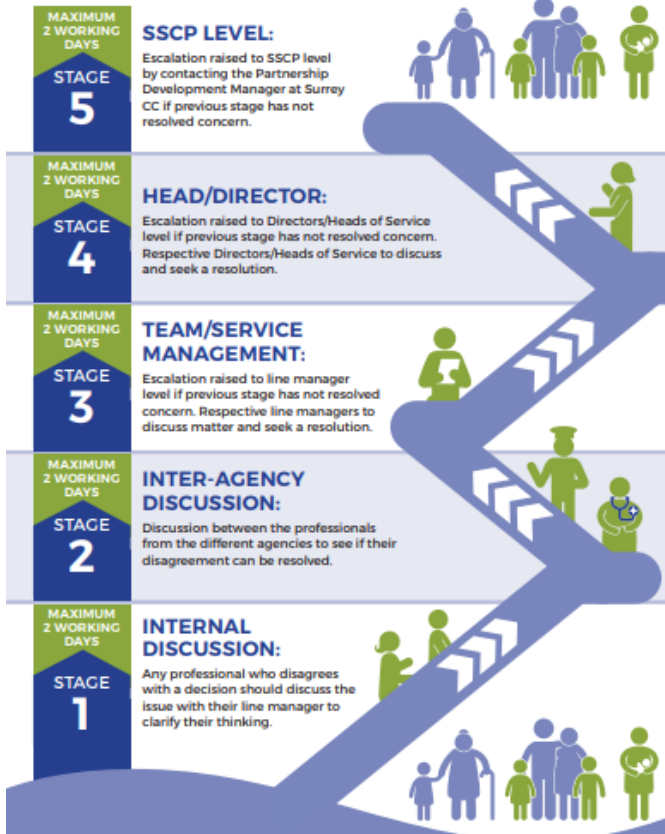 MAXIMUM
2 WORKING
DAYS
STAGE
5
SSCP LEVEL:
Escalation raised to SSCP level
by contacting the Partnership
Development Manager at Surrey
CC if previous stage has not
resolved concern.
MAXIMUM
2 WORKING
DAYS
STAGE
4
HEAD/DIRECTOR:
Escalation raised to Directors/Heads of Service
level if previous stage has not resolved concern.
Respective Directors/Heads of Service to discuss
and seek a resolution.
MAXIMUM
2 WORKING
DAYS
STAGE
3
TEAM/SERVICE
MANAGEMENT:
Escalation raised to line manager
level if previous stage has not resolved
concern. Respective line managers to
discuss matter and seek a resolution.
MAXIMUM
2 WORKING
DAYS
STAGE
2
INTER-AGENCY
DISCUSSION:
Discussion between the professionals
from the different agencies to see if their
disagreement can be resolved.
MAXIMUM
2 WORKING
DAYS
STAGE
1
INTERNAL
DISCUSSION:
Any professional who disagrees
with a decision should discuss the
issue with their line manager to
clarify their thinking.